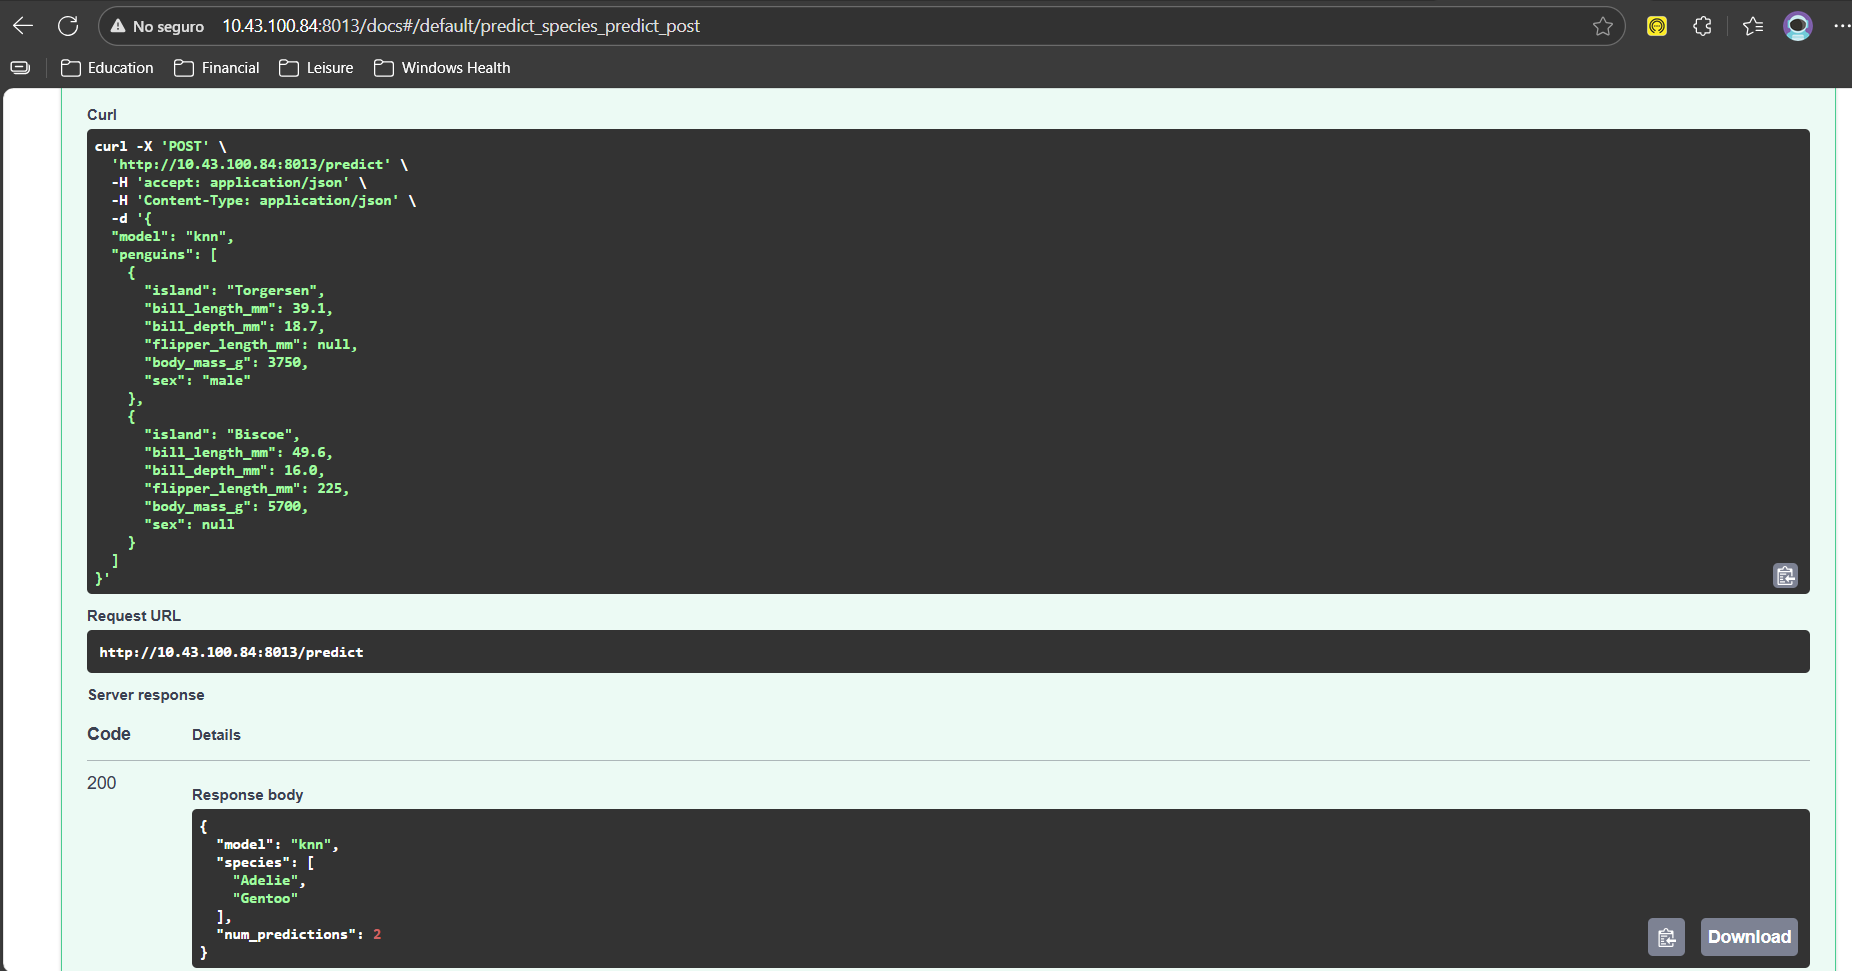 No seguro 10.43.100.84:8013/docs#/default/predict_species_predict_post
Education Financial Leisure Windows Health
Curl
curl -X 'POST' \
  'http://10.43.100.84:8013/predict' \
  -H 'accept: application/json' \
  -H 'Content-Type: application/json' \
  -d '{
  "model": "knn",
  "penguins": [
    {
      "island": "Torgersen",
      "bill_length_mm": 39.1,
      "bill_depth_mm": 18.7,
      "flipper_length_mm": null,
      "body_mass_g": 3750,
      "sex": "male"
    },
    {
      "island": "Biscoe",
      "bill_length_mm": 49.6,
      "bill_depth_mm": 16.0,
      "flipper_length_mm": 225,
      "body_mass_g": 5700,
      "sex": null
    }
  ]
}'
Request URL
http://10.43.100.84:8013/predict
Server response
Code Details
200
Response body
{
  "model": "knn",
  "species": [
    "Adelie",
    "Gentoo"
  ],
  "num_predictions": 2
}
Download